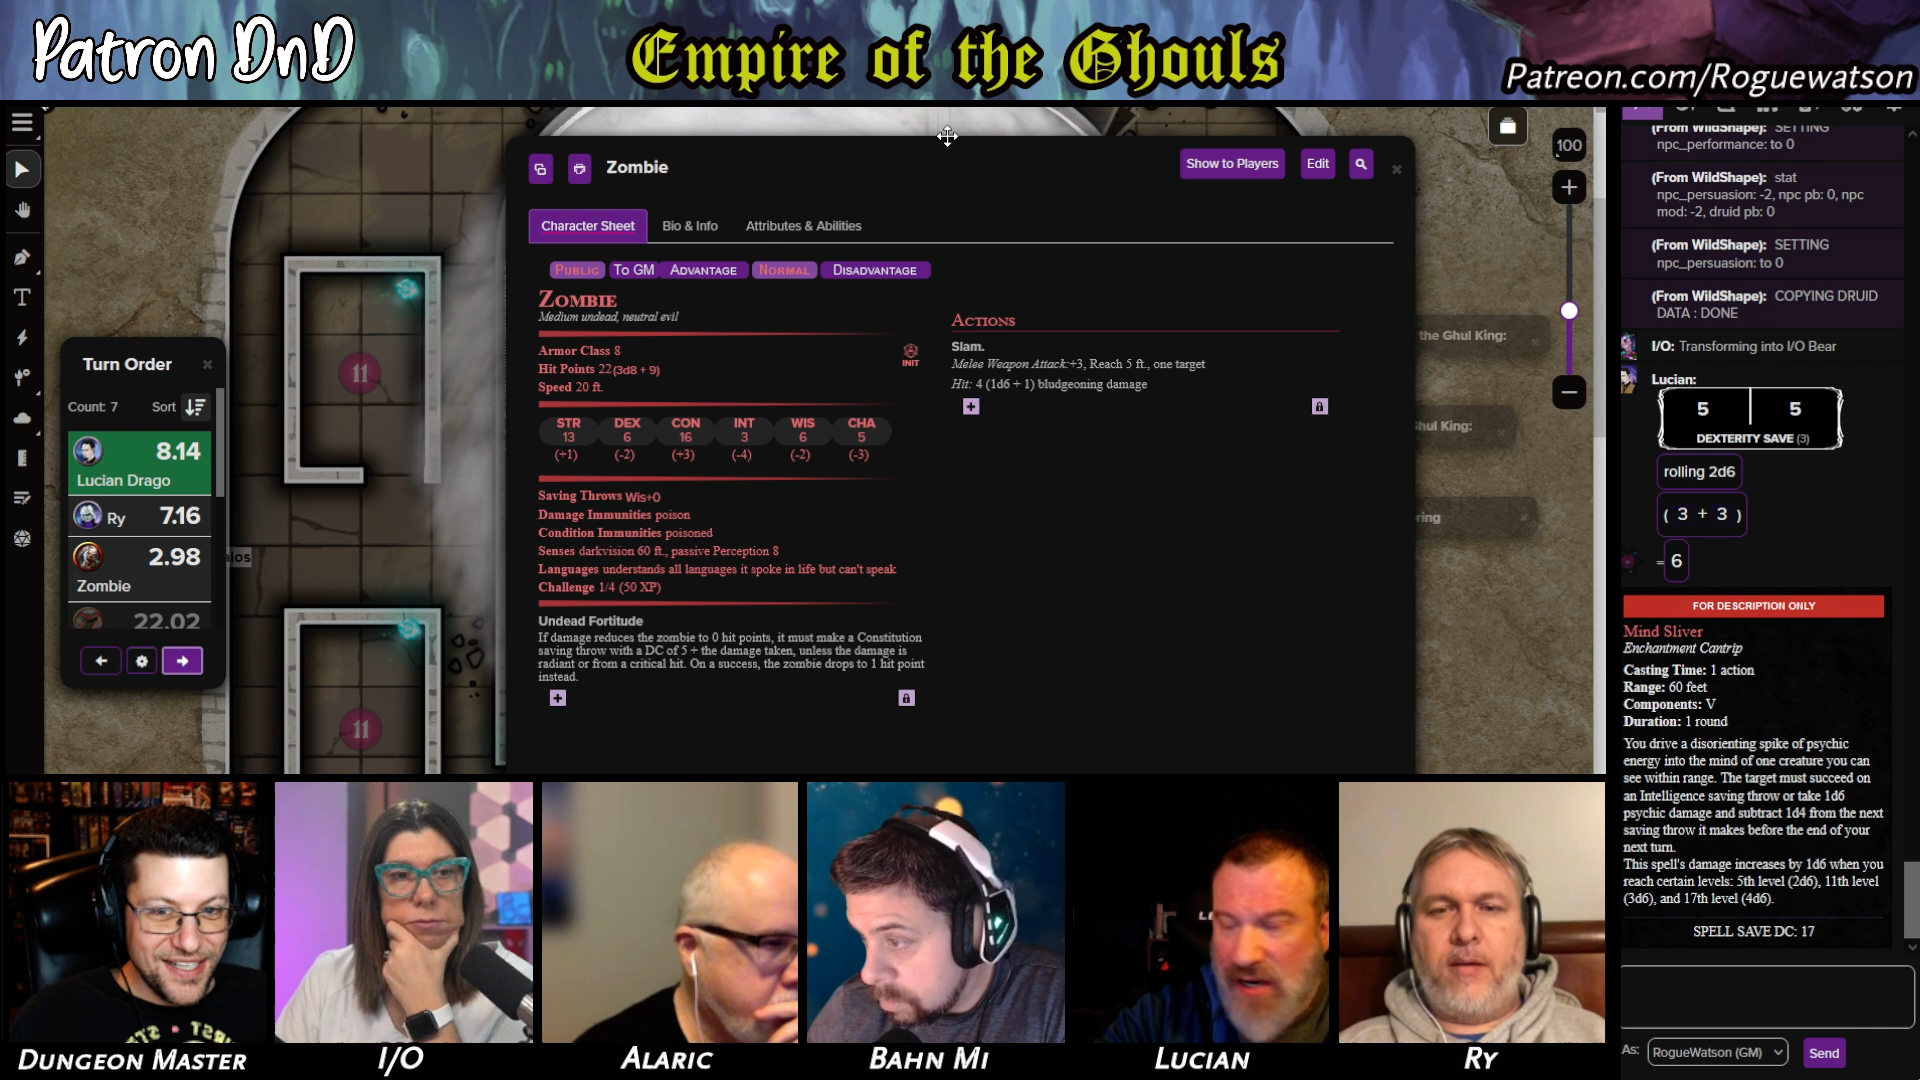 Patron DnD
Empire of the Ghouls
Patreon.com/Roguewatson
Zombie
Show to Players
Edit
Character Sheet
Bio & Info
Attributes & Abilities
Public
To GM
Advantage
Normal
Disadvantage
Zombie
Medium undead, neutral evil
Armor Class 8
Hit Points 22 (3d8 + 9)
Speed 20 ft.
INIT
STR DEX CON INT WIS CHA
13 6 16 3 6 5
(+1) (-2) (+3) (-4) (-2) (-3)
Saving Throws Wis+0
Damage Immunities poison
Condition Immunities poisoned
Senses darkvision 60 ft., passive Perception 8
Languages understands all languages it spoke in life but can't speak
Challenge 1/4 (50 XP)
Undead Fortitude
If damage reduces the zombie to 0 hit points, it must make a Constitution
saving throw with a DC of 5 + the damage taken, unless the damage is
radiant or from a critical hit. On a success, the zombie drops to 1 hit point
instead.
Actions
Slam.
Melee Weapon Attack:+3, Reach 5 ft., one target
Hit: 4 (1d6 + 1) bludgeoning damage
Turn Order
Count: 7 Sort
8.14
Lucian Drago
Ry 7.16
2.98
Zombie
22.02
11
11
alos
100
the Ghul King:
hul King:
ring
(From WildShape): SETTING
npc_performance: to 0
(From WildShape): stat
npc_persuasion: -2, npc pb: 0, npc
mod: -2, druid pb: 0
(From WildShape): SETTING
npc_persuasion: to 0
(From WildShape): COPYING DRUID
DATA : DONE
I/O: Transforming into I/O Bear
Lucian:
5 5
DEXTERITY SAVE (3)
rolling 2d6
( 3 + 3 )
= 6
FOR DESCRIPTION ONLY
Mind Sliver
Enchantment Cantrip
Casting Time: 1 action
Range: 60 feet
Components: V
Duration: 1 round
You drive a disorienting spike of psychic
energy into the mind of one creature you can
see within range. The target must succeed on
an Intelligence saving throw or take 1d6
psychic damage and subtract 1d4 from the next
saving throw it makes before the end of your
next turn.
This spell's damage increases by 1d6 when you
reach certain levels: 5th level (2d6), 11th level
(3d6), and 17th level (4d6).
SPELL SAVE DC: 17
As: RogueWatson (GM) Send
Dungeon Master
I/O
Alaric
Bahn Mi
Lucian
Ry